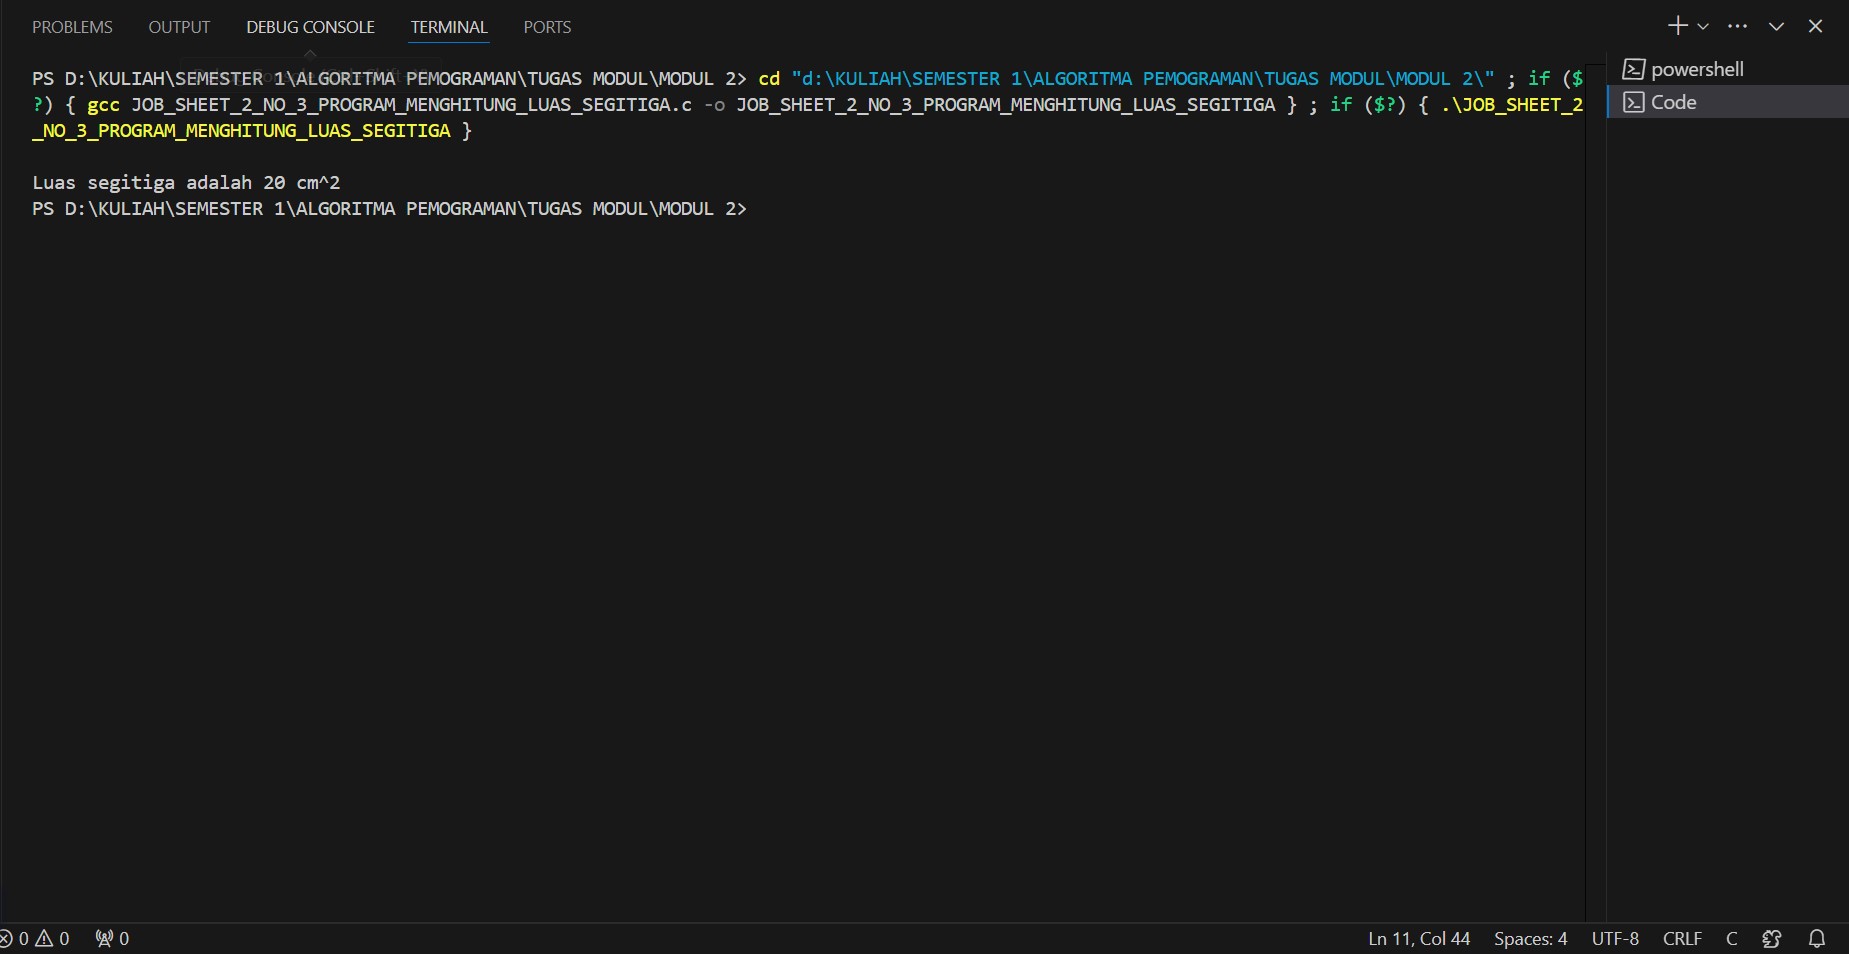 PROBLEMS OUTPUT DEBUG CONSOLE TERMINAL PORTS
PS D:\KULIAH\SEMESTER 1\ALGORITMA PEMOGRAMAN\TUGAS MODUL\MODUL 2> cd "d:\KULIAH\SEMESTER 1\ALGORITMA PEMOGRAMAN\TUGAS MODUL\MODUL 2\" ; if ($
?) { gcc JOB_SHEET_2_NO_3_PROGRAM_MENGHITUNG_LUAS_SEGITIGA.c -o JOB_SHEET_2_NO_3_PROGRAM_MENGHITUNG_LUAS_SEGITIGA } ; if ($?) { .\JOB_SHEET_2
_NO_3_PROGRAM_MENGHITUNG_LUAS_SEGITIGA }
Luas segitiga adalah 20 cm^2
PS D:\KULIAH\SEMESTER 1\ALGORITMA PEMOGRAMAN\TUGAS MODUL\MODUL 2>
powershell
Code
0 0 0 Ln 11, Col 44 Spaces: 4 UTF-8 CRLF C